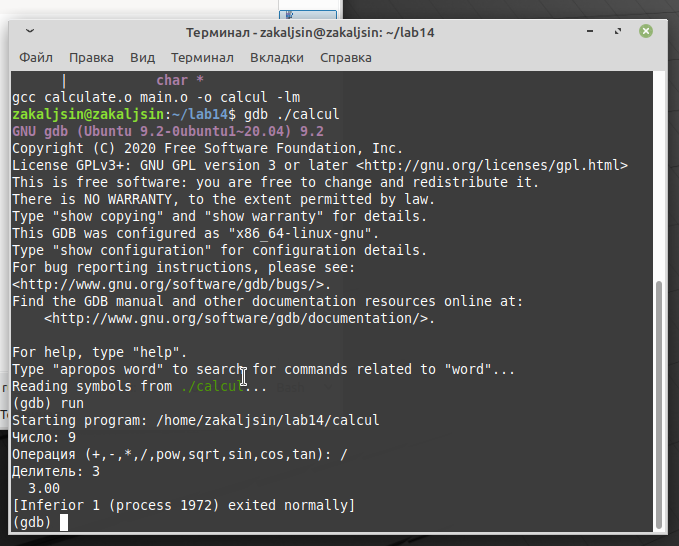 Терминал - zakaljsin@zakaljsin: ~/lab14
Файл Правка Вид Терминал Вкладки Справка
| char *
gcc calculate.o main.o -o calcul -lm
zakaljsin@zakaljsin:~/lab14$ gdb ./calcul
GNU gdb (Ubuntu 9.2-0ubuntu1~20.04) 9.2
Copyright (C) 2020 Free Software Foundation, Inc.
License GPLv3+: GNU GPL version 3 or later <http://gnu.org/licenses/gpl.html>
This is free software: you are free to change and redistribute it.
There is NO WARRANTY, to the extent permitted by law.
Type "show copying" and "show warranty" for details.
This GDB was configured as "x86_64-linux-gnu".
Type "show configuration" for configuration details.
For bug reporting instructions, please see:
<http://www.gnu.org/software/gdb/bugs/>.
Find the GDB manual and other documentation resources online at:
<http://www.gnu.org/software/gdb/documentation/>.
For help, type "help".
Type "apropos word" to search for commands related to "word"...
Reading symbols from ./calcul...
(gdb) run
Starting program: /home/zakaljsin/lab14/calcul
Число: 9
Операция (+,-,*,/,pow,sqrt,sin,cos,tan): /
Делитель: 3
3.00
[Inferior 1 (process 1972) exited normally]
(gdb)